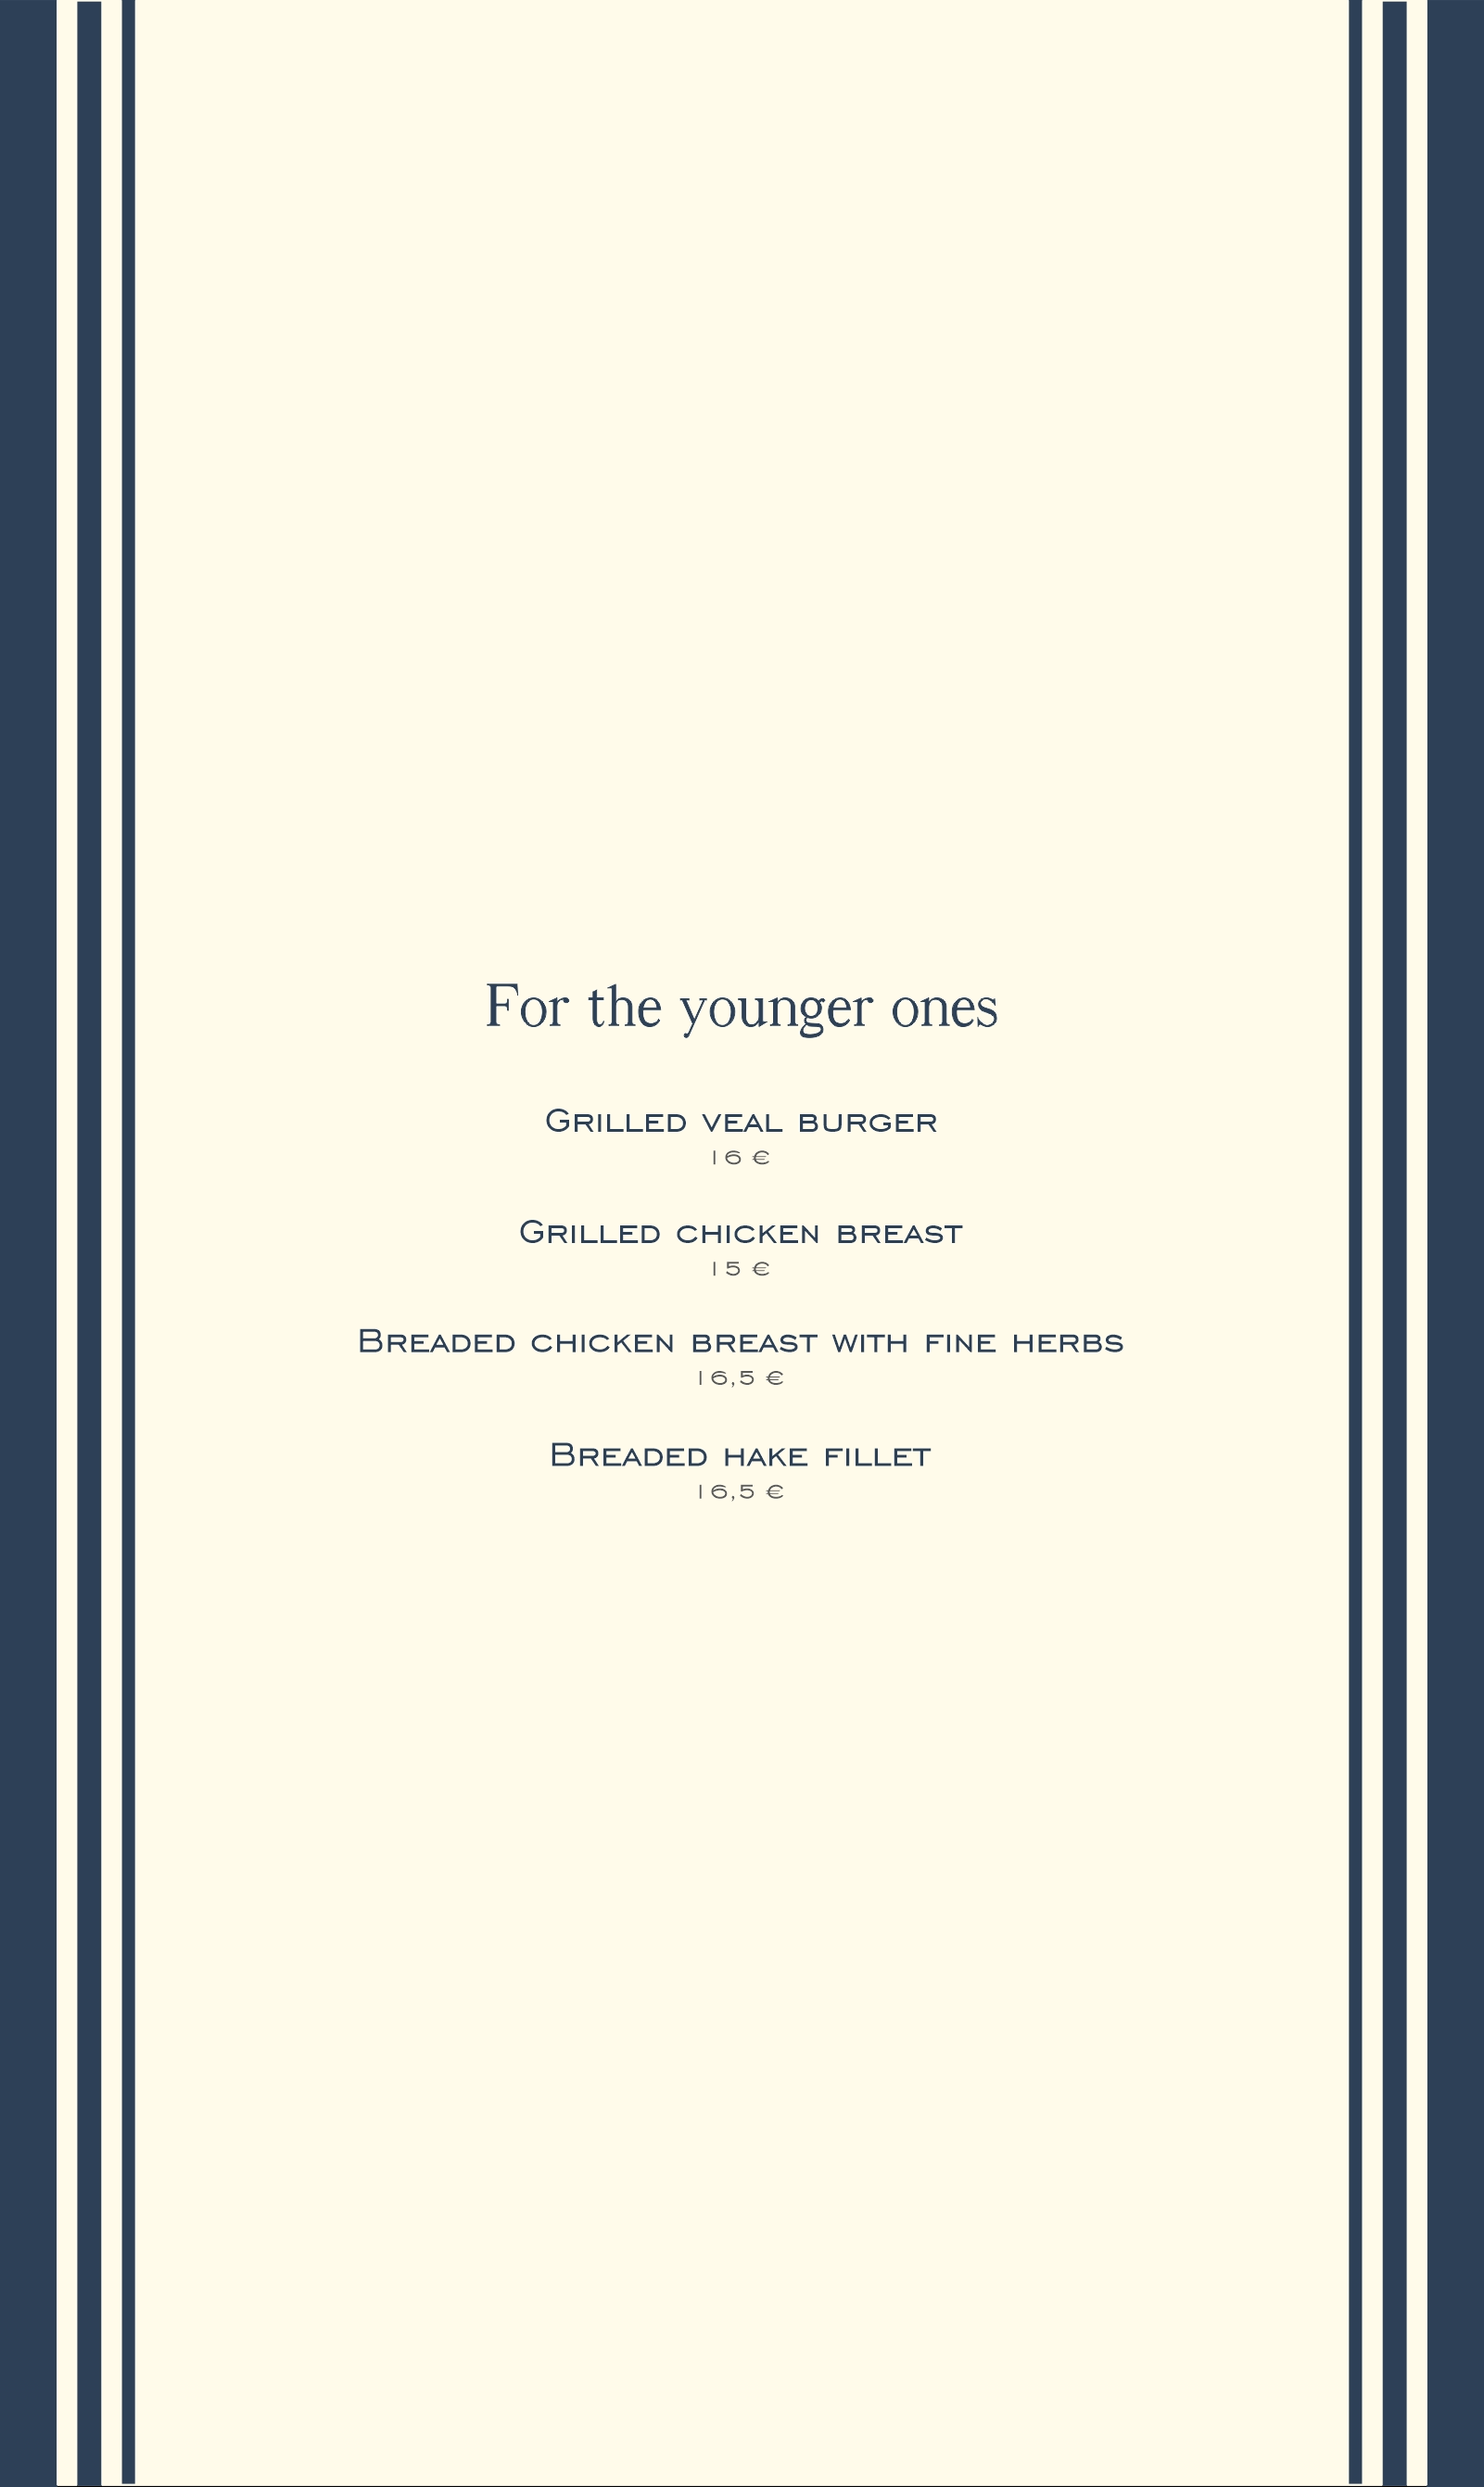 For the younger ones
Grilled veal burger
16 €
Grilled chicken breast
15 €
Breaded chicken breast with fine herbs
16,5 €
Breaded hake fillet
16,5 €